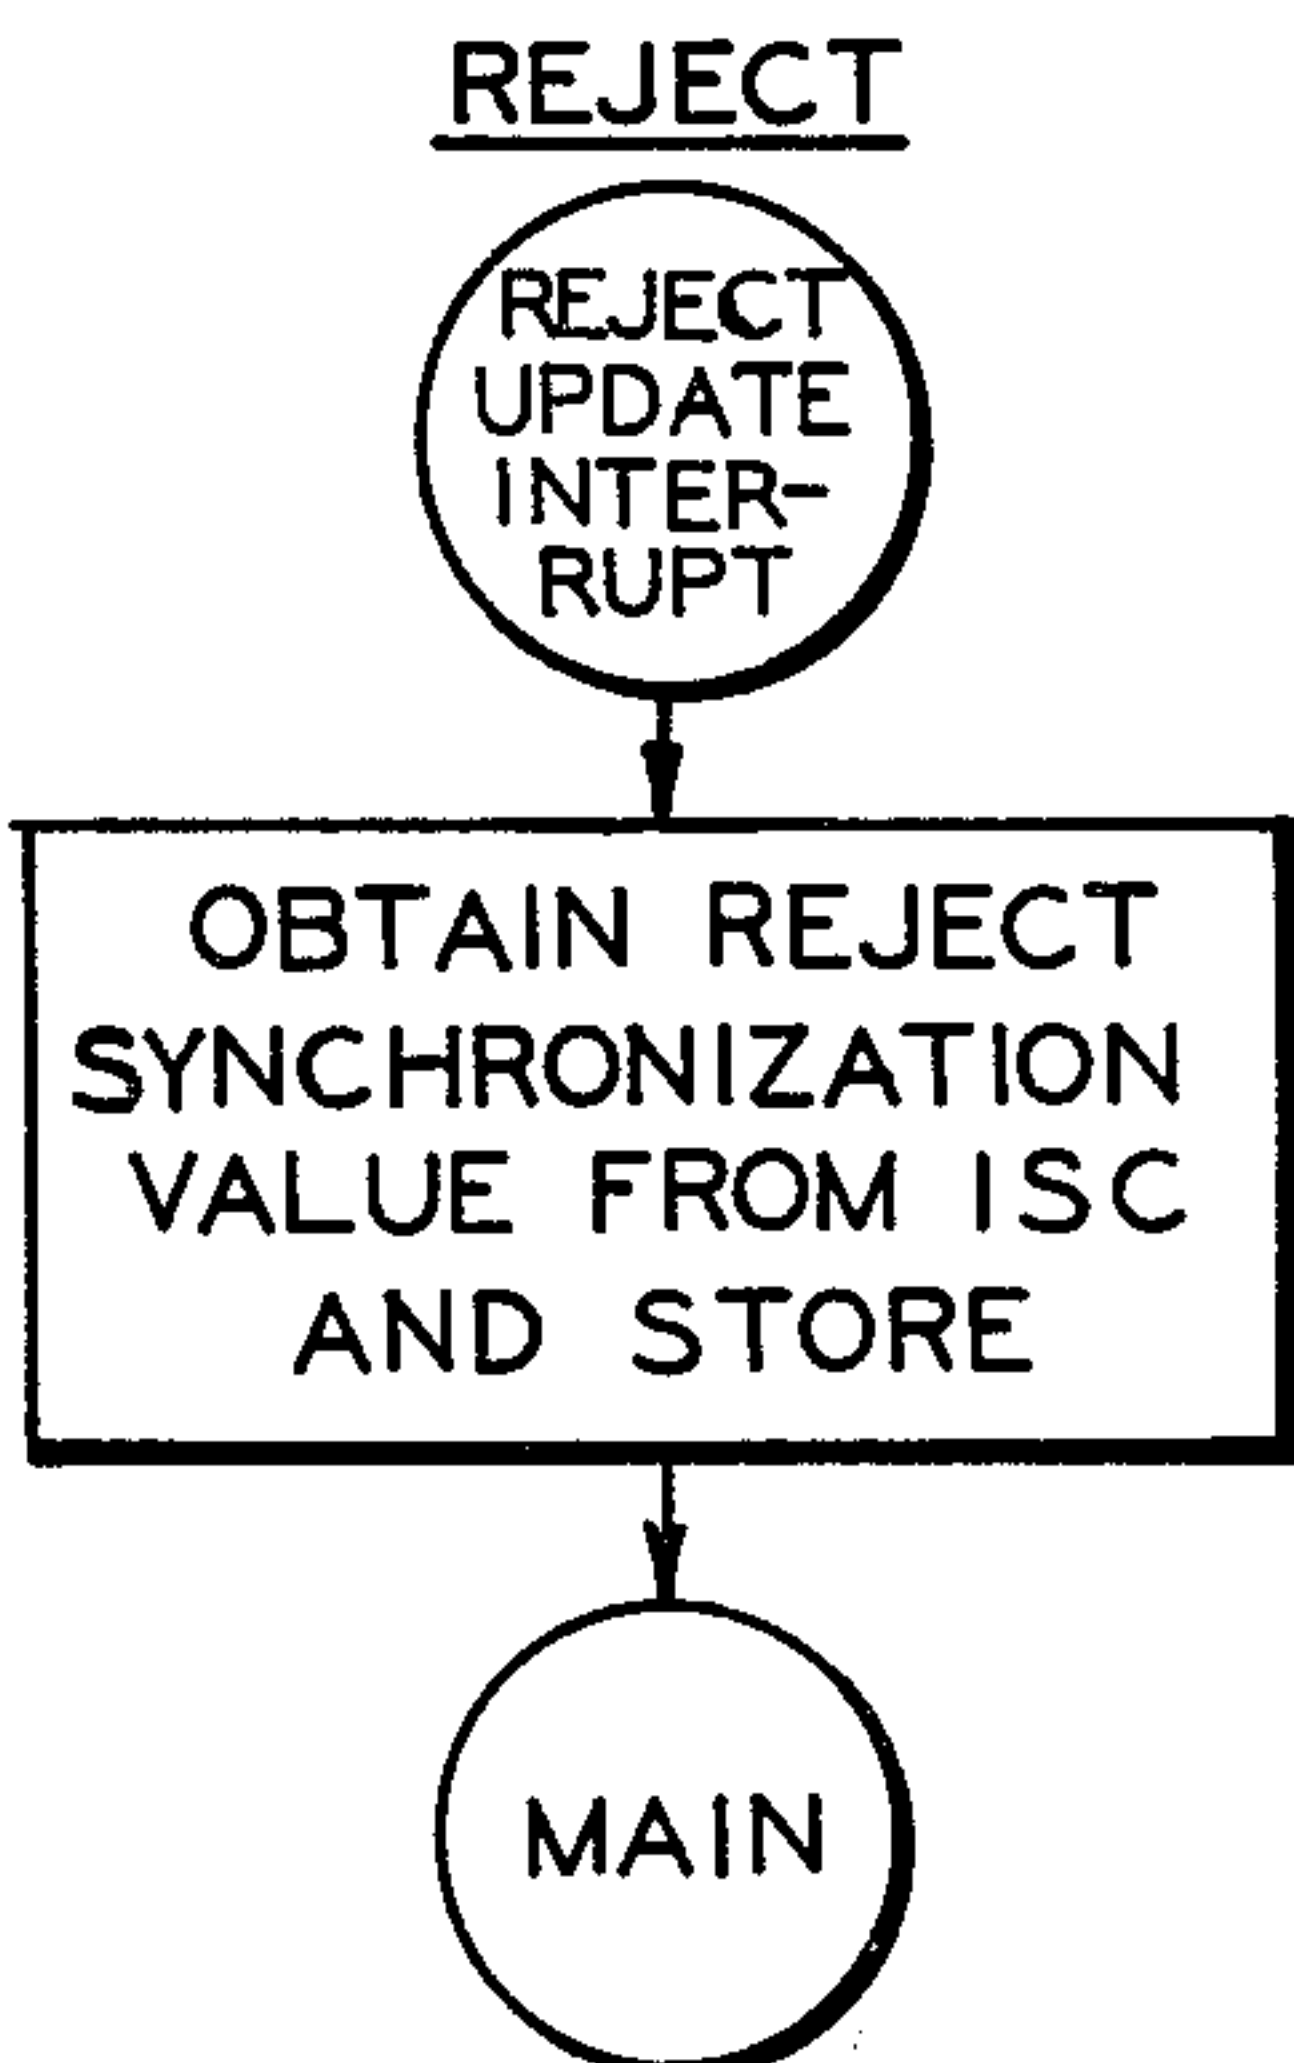 REJECT
REJECT
UPDATE
INTER-
RUPT
OBTAIN REJECT
SYNCHRONIZATION
VALUE FROM ISC
AND STORE
MAIN